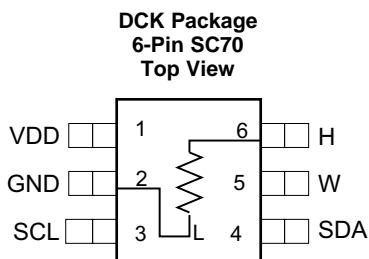 DCK Package
6-Pin SC70
Top View
VDD 1 6 H
GND 2 5 W
SCL 3 L 4 SDA